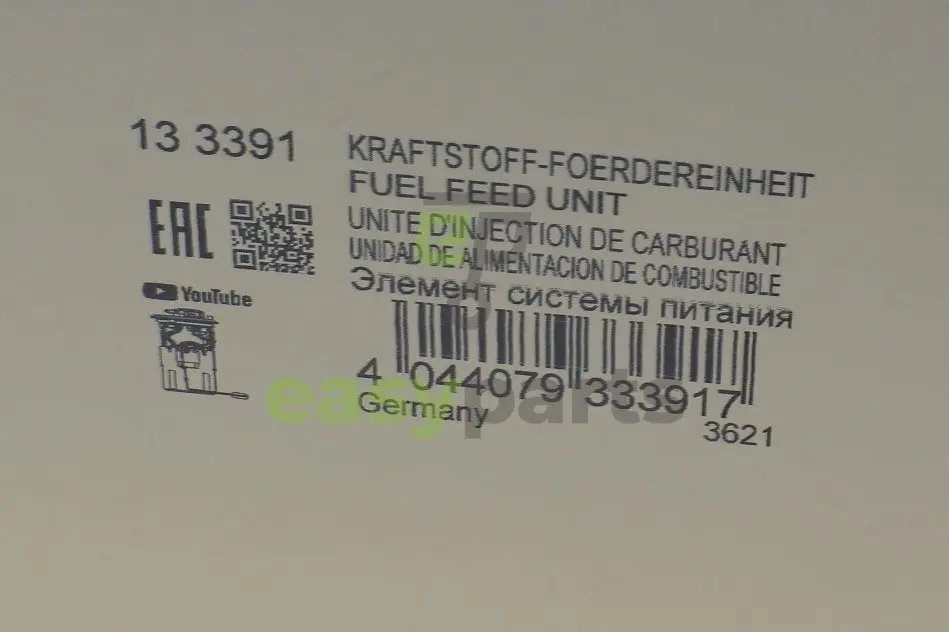 13 3391
KRAFTSTOFF-FOERDEREINHEIT
FUEL FEED UNIT
UNITE D'INJECTION DE CARBURANT
UNIDAD DE ALIMENTACION DE COMBUSTIBLE
Элемент системы питания
EAC
YouTube
4 044079 333917
Germany
3621
easyparts